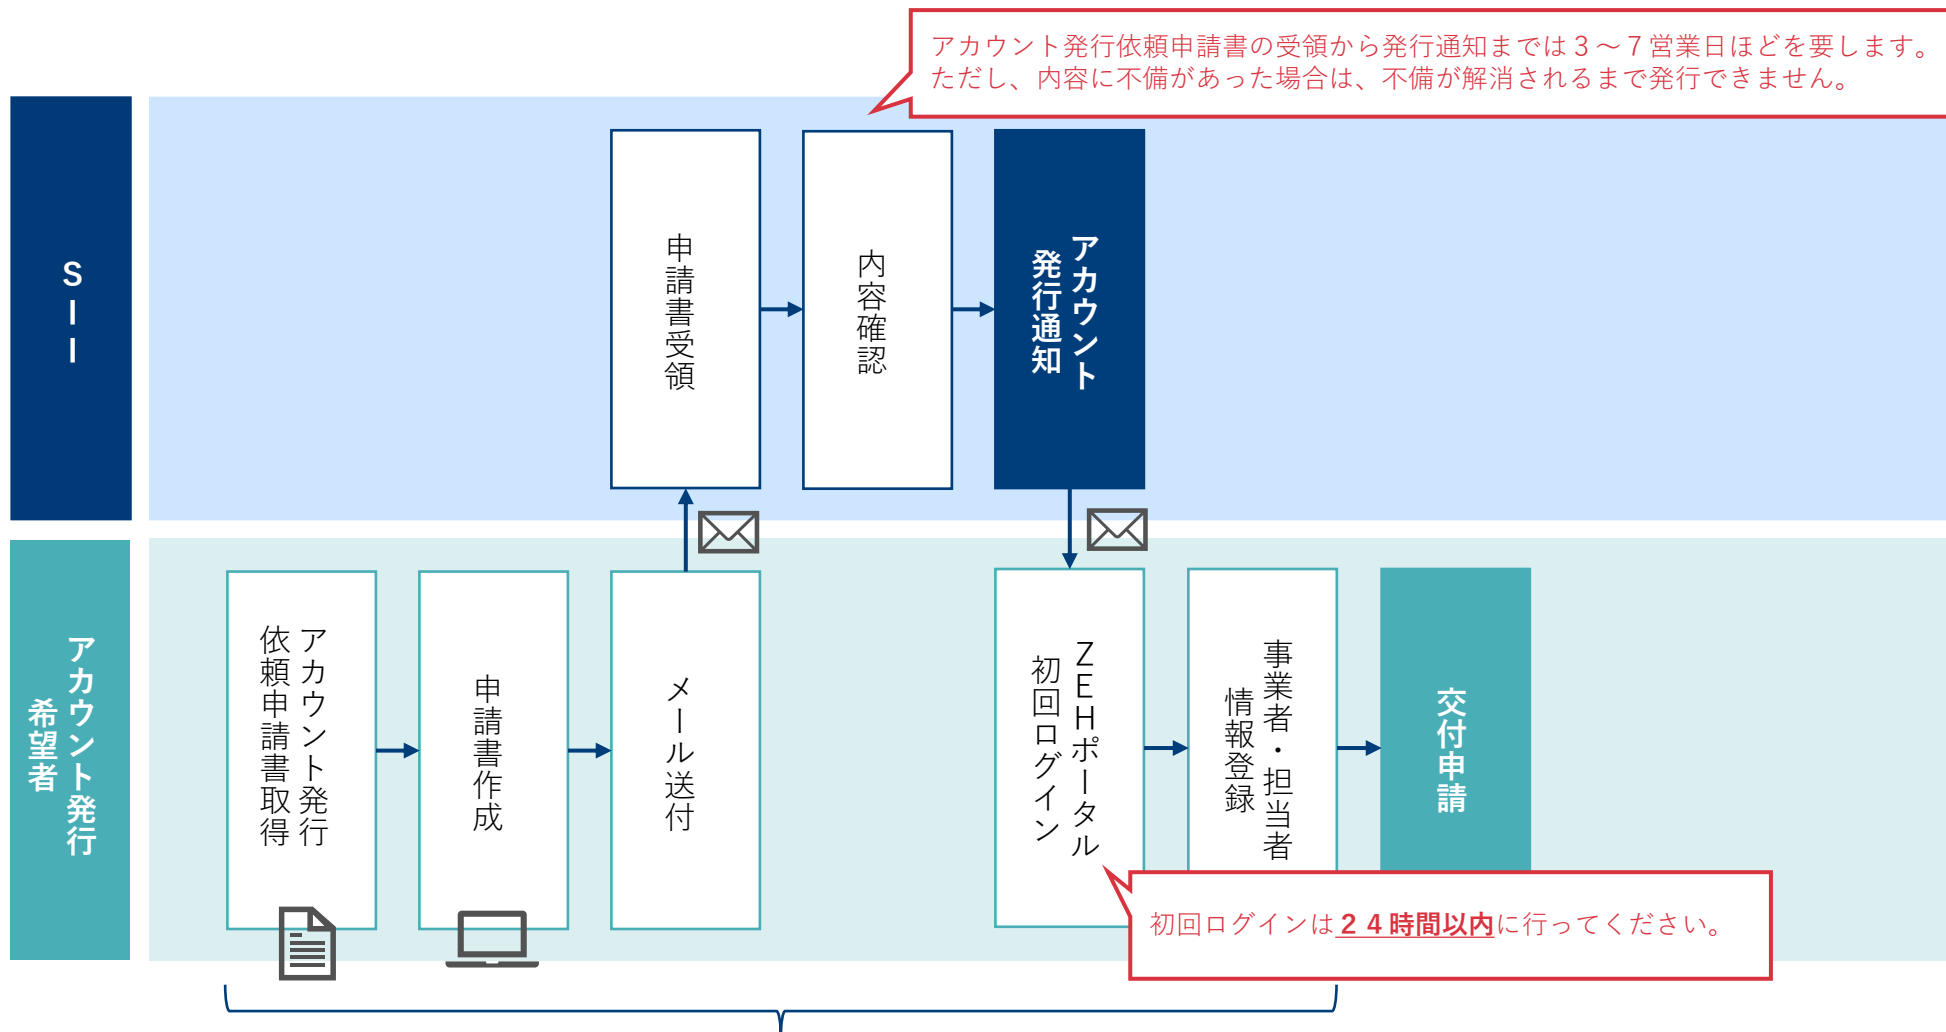 アカウント発行依頼申請書の受領から発行通知までは３～７営業日ほどを要します。
ただし、内容に不備があった場合は、不備が解消されるまで発行できません。
ＳＩＩ
申請書受領
内容確認
アカウント
発行通知
アカウント発行
希望者
アカウント発行
依頼申請書取得
申請書作成
メール送付
ＺＥＨポータル
初回ログイン
事業者・担当者
情報登録
交付申請
初回ログインは２４時間以内に行ってください。